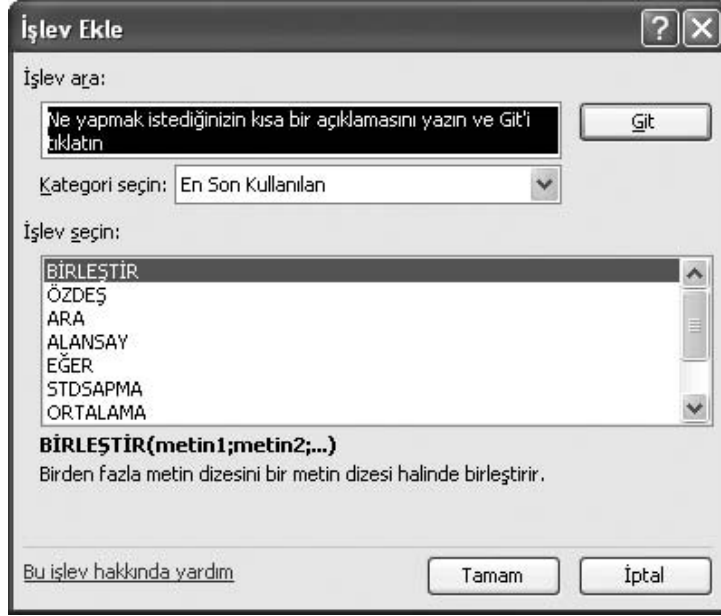 İşlev Ekle
İşlev ara:
Ne yapmak istediğinizin kısa bir açıklamasını yazın ve Git'i
tıklatın
Git
Kategori seçin: En Son Kullanılan
İşlev seçin:
BİRLEŞTİR
ÖZDEŞ
ARA
ALANSAY
EĞER
STDSAPMA
ORTALAMA
BİRLEŞTİR(metin1;metin2;...)
Birden fazla metin dizesini bir metin dizesi halinde birleştirir.
Bu işlev hakkında yardım
Tamam
İptal